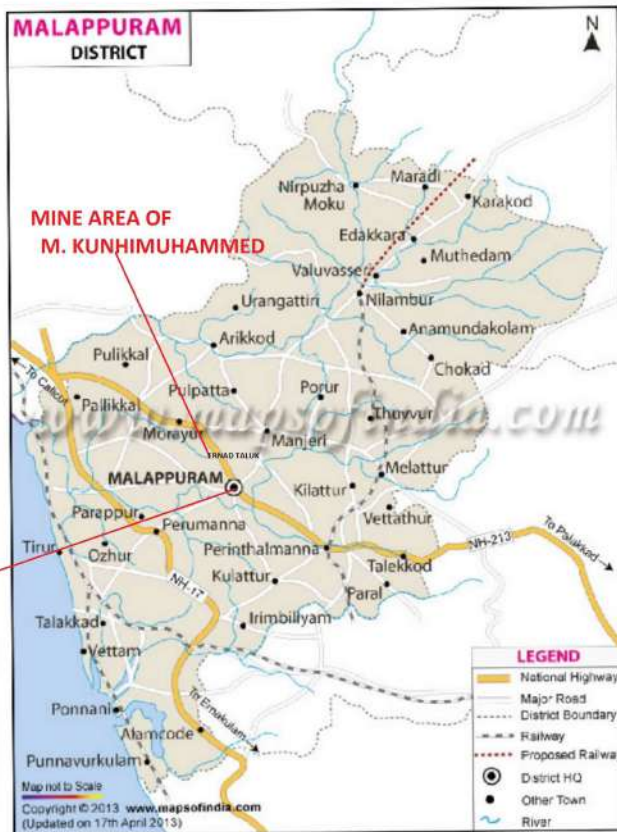 MALAPPURAM
DISTRICT
N
MINE AREA OF
M. KUNHIMUHAMMED
Nirpuzha
Moku
Maradi
Karakod
Edakkara
Muthedam
Valuvasseri
Nilambur
Urangattiri
Anamundakolam
Arikkod
Chokad
Pulikkal
To Calicut
Pulpatta
Porur
Pallikkal
Thuvvur
www.mapsofindia.com
Morayur
Manjeri
ERNAD TALUK
Melattur
MALAPPURAM
Kilattur
Vettathur
Parappur
Perumanna
To Palakkad
Perinthalmanna
NH-213
Tirur
Ozhur
Talekkod
Kulattur
Paral
NH-17
Irimbiliyam
Talakkad
Vettam
LEGEND
National Highway
Major Road
District Boundary
Railway
Proposed Railway
District HQ
Other Town
River
Ponnani
To Ernakulam
Alamcode
Punnavurkulam
Map not to Scale
Copyright © 2013 www.mapsofindia.com
(Updated on 17th April 2013)